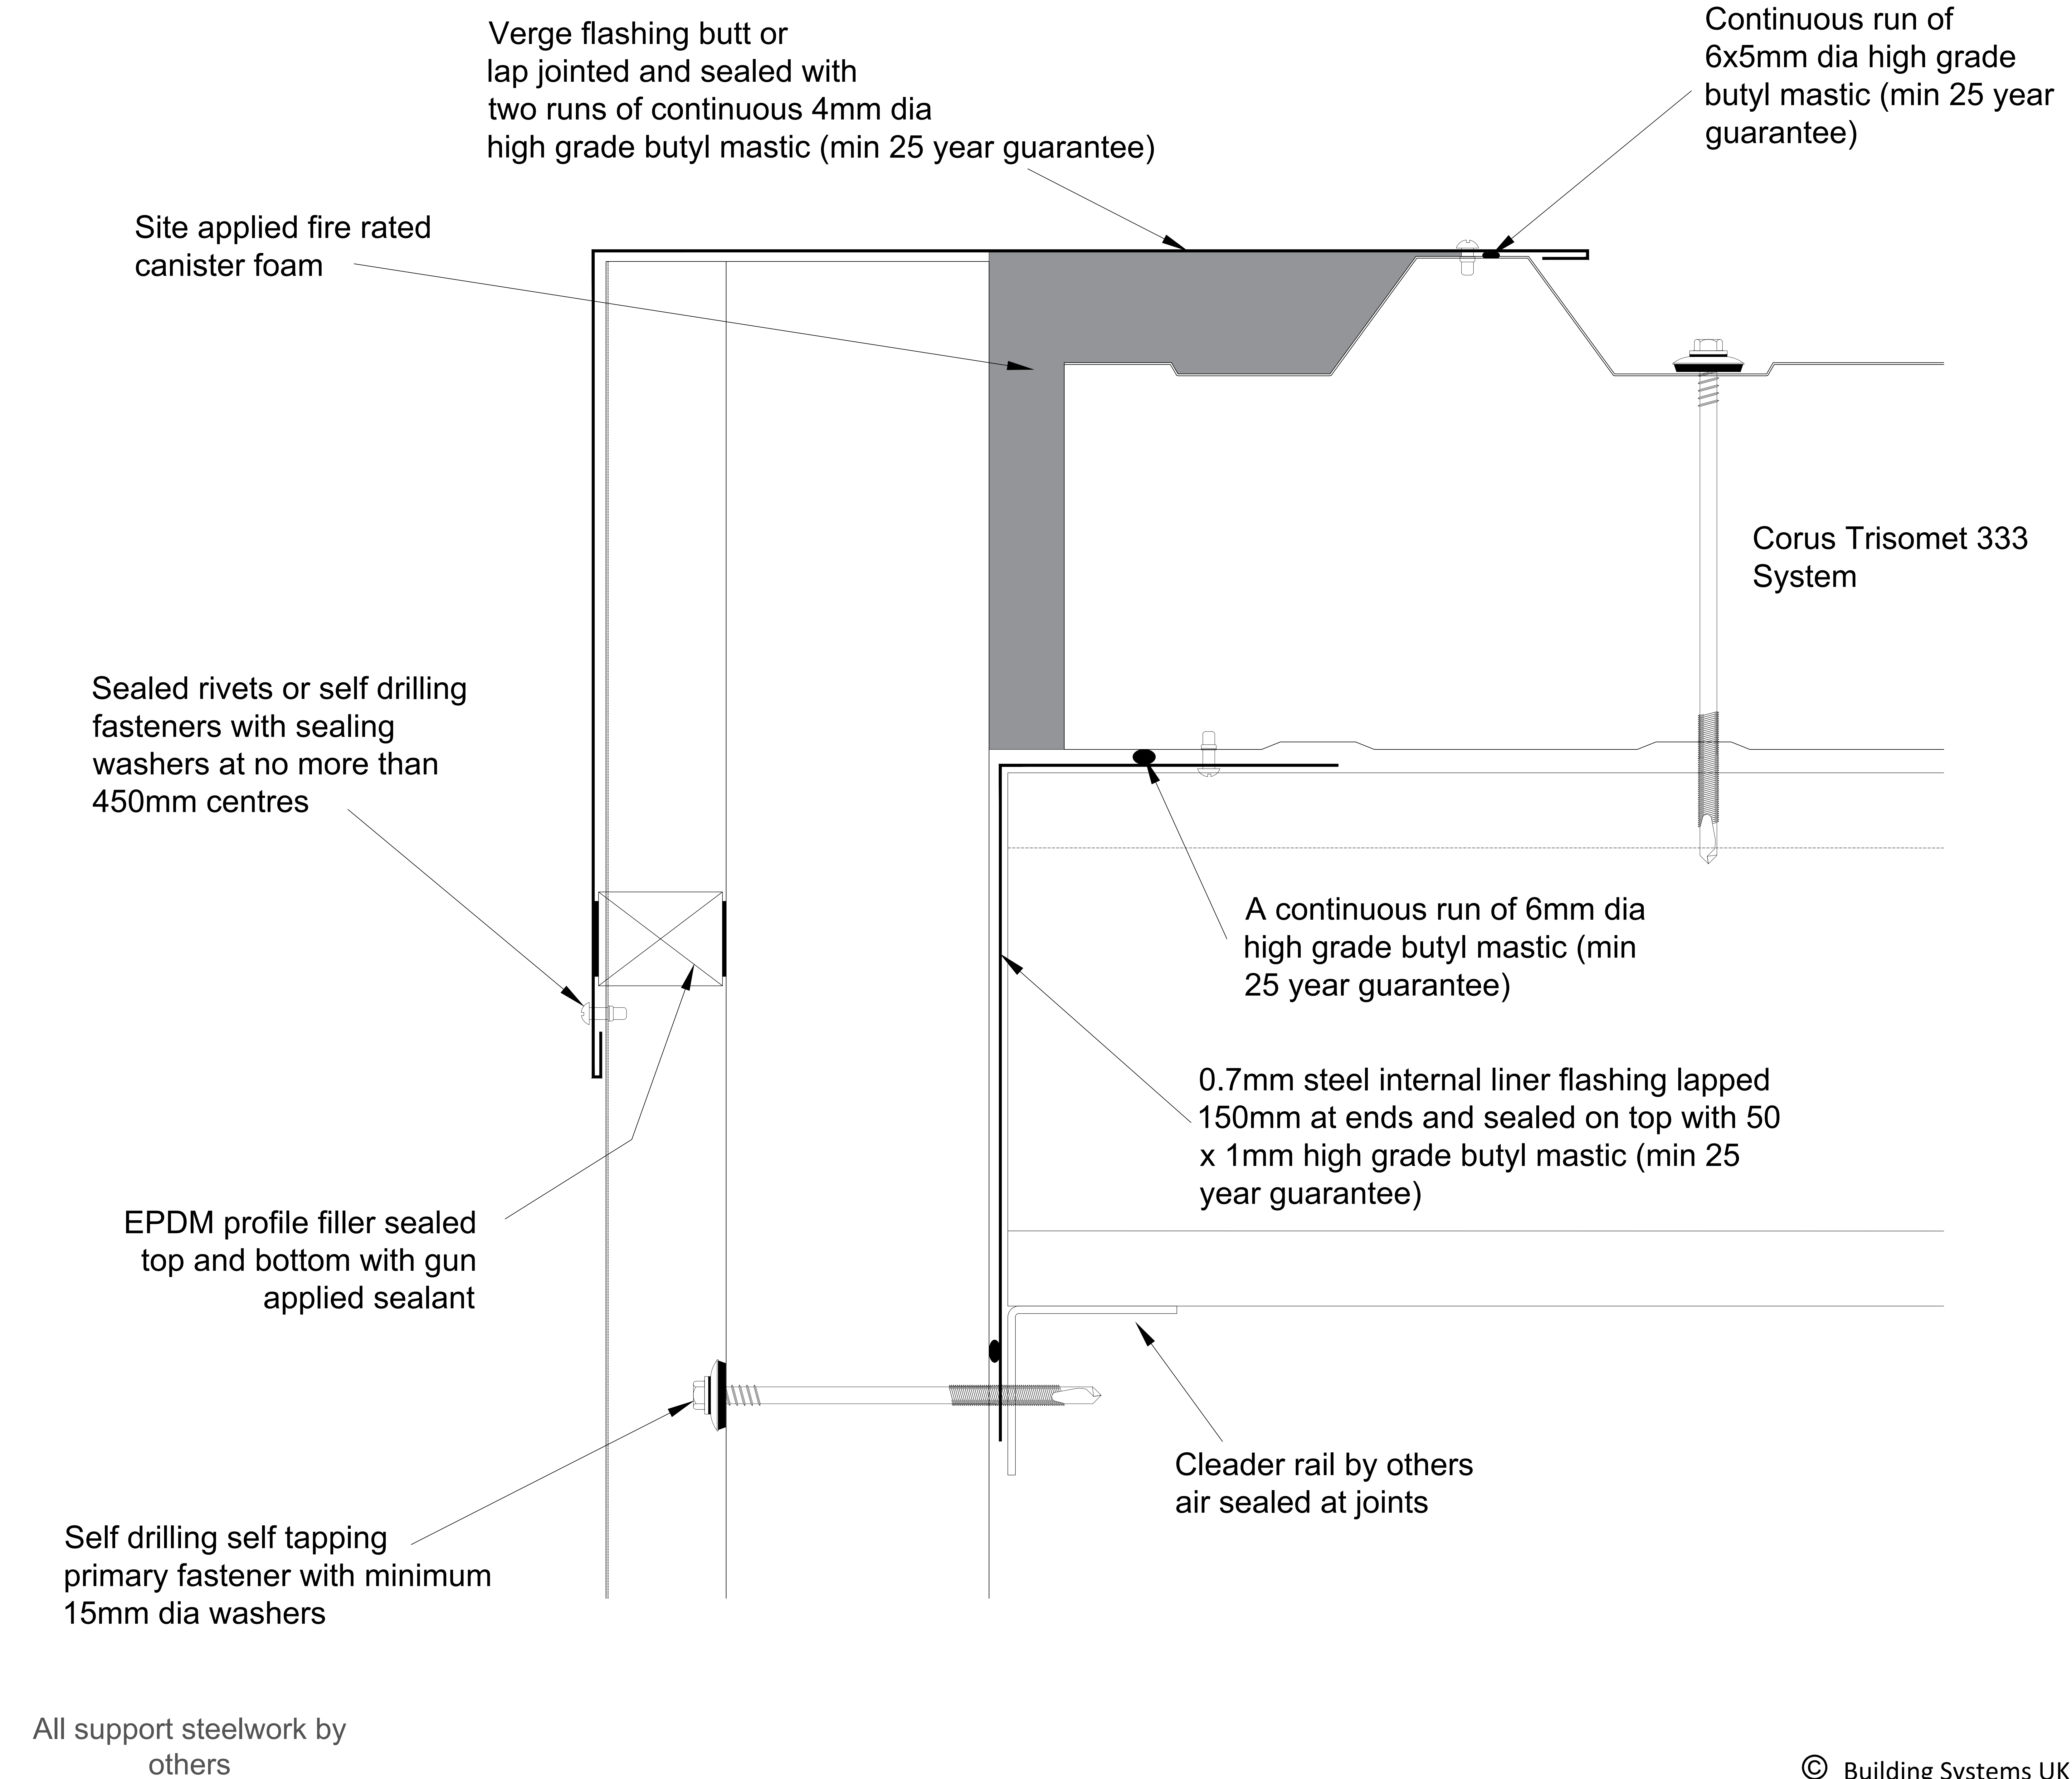 Verge flashing butt or
lap jointed and sealed with
two runs of continuous 4mm dia
high grade butyl mastic (min 25 year guarantee)
Continuous run of
6x5mm dia high grade
butyl mastic (min 25 year
guarantee)
Site applied fire rated
canister foam
Corus Trisomet 333
System
Sealed rivets or self drilling
fasteners with sealing
washers at no more than
450mm centres
A continuous run of 6mm dia
high grade butyl mastic (min
25 year guarantee)
0.7mm steel internal liner flashing lapped
150mm at ends and sealed on top with 50
x 1mm high grade butyl mastic (min 25
year guarantee)
EPDM profile filler sealed
top and bottom with gun
applied sealant
Cleader rail by others
air sealed at joints
Self drilling self tapping
primary fastener with minimum
15mm dia washers
All support steelwork by
others
© Building Systems UK